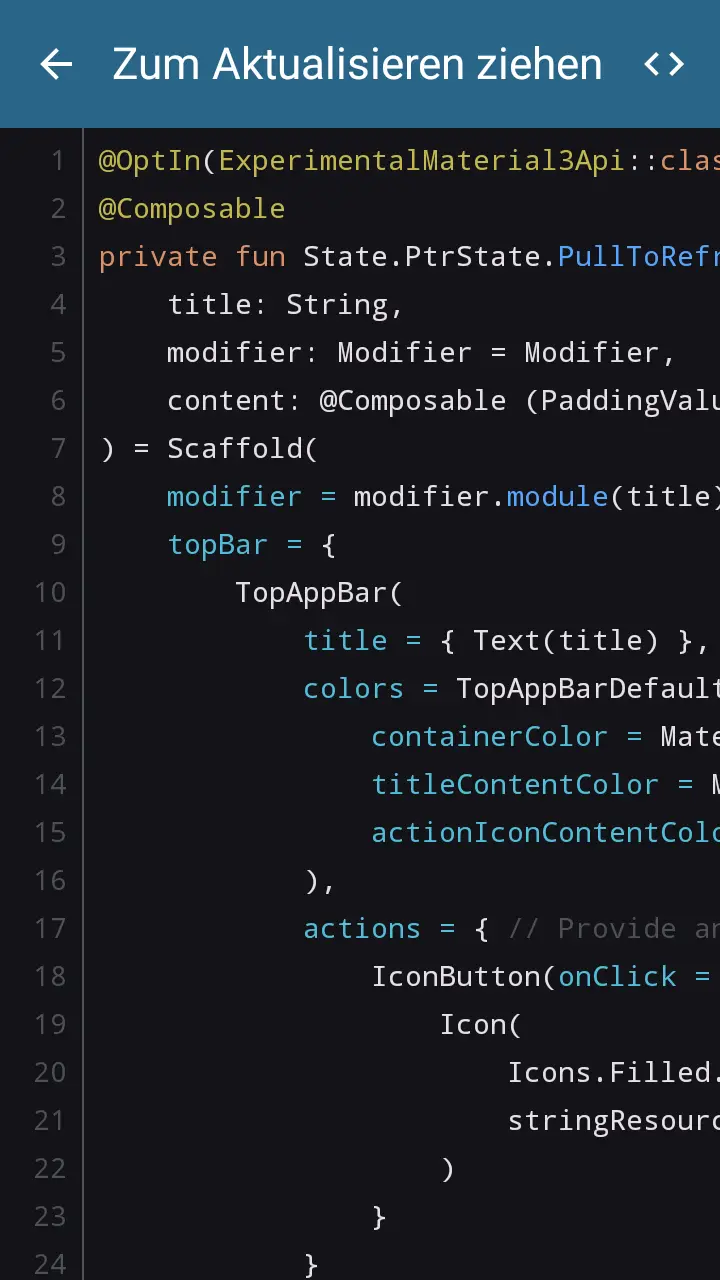 Zum Aktualisieren ziehen <>
1 @OptIn(ExperimentalMaterial3Api::clas
2 @Composable
3 private fun State.PtrState.PullToRefr
4 title: String,
5 modifier: Modifier = Modifier,
6 content: @Composable (PaddingValu
7 ) = Scaffold(
8 modifier = modifier.module(title)
9 topBar = {
10 TopAppBar(
11 title = { Text(title) },
12 colors = TopAppBarDefault
13 containerColor = Mate
14 titleContentColor = M
15 actionIconContentColo
16 ),
17 actions = { // Provide an
18 IconButton(onClick =
19 Icon(
20 Icons.Filled.
21 stringResourc
22 )
23 }
24 }